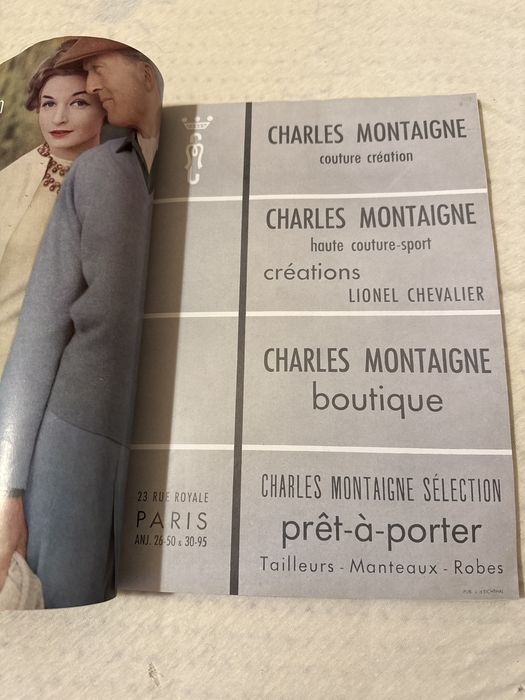 CHARLES MONTAIGNE
couture création
CHARLES MONTAIGNE
haute couture-sport
créations
LIONEL CHEVALIER
CHARLES MONTAIGNE
boutique
23 RUE ROYALE
PARIS
ANJ. 26-50 & 30-95
CHARLES MONTAIGNE SÉLECTION
prêt-à-porter
Tailleurs - Manteaux - Robes